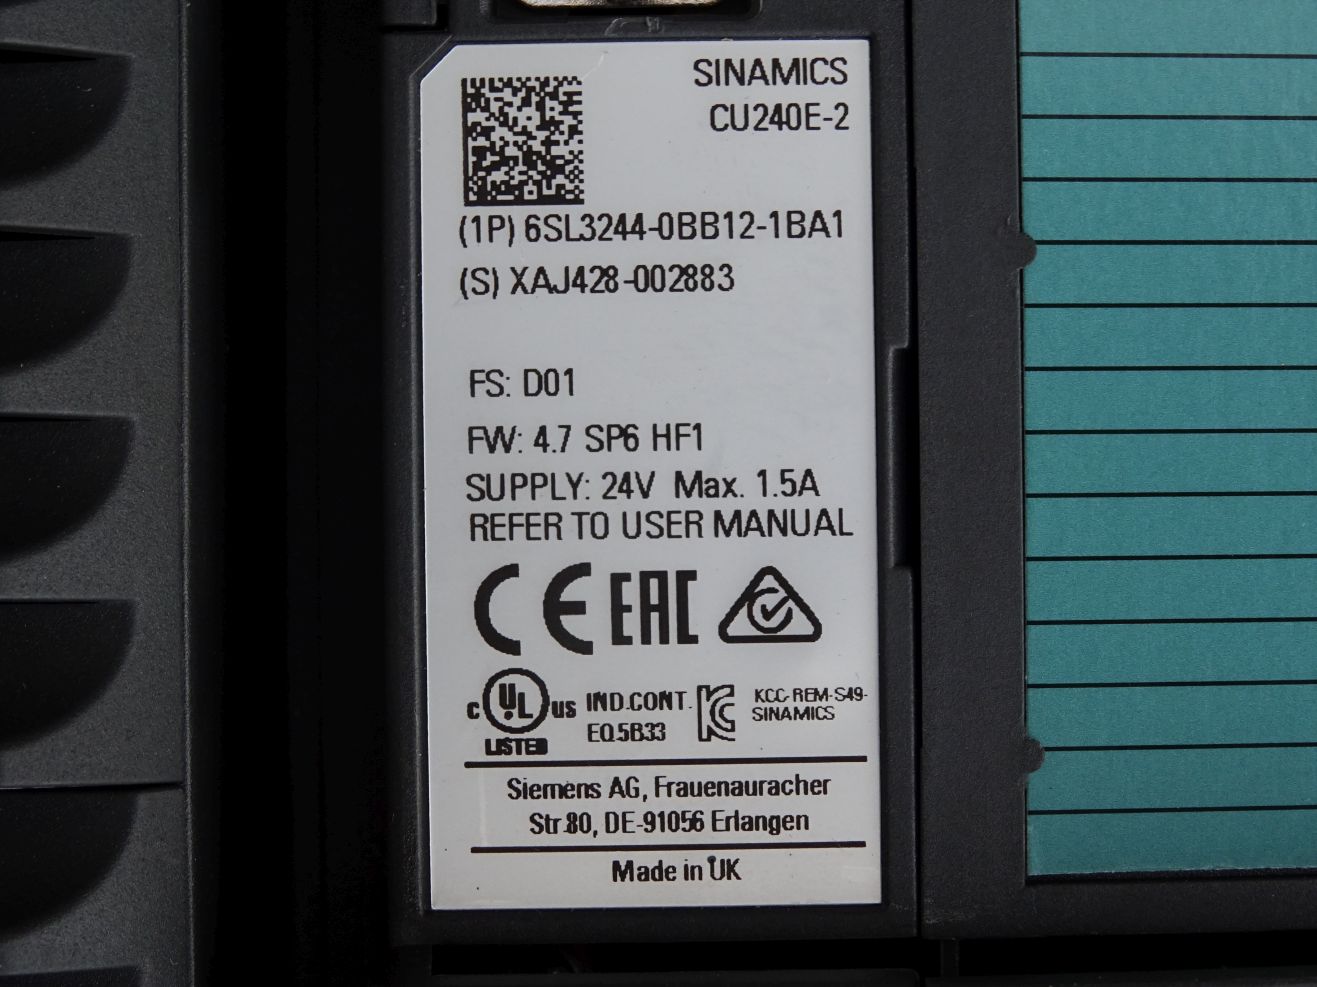 SINAMICS
CU240E-2
(1P) 6SL3244-0BB12-1BA1
(S) XAJ428-002883
FS: D01
FW: 4.7 SP6 HF1
SUPPLY: 24V Max. 1.5A
REFER TO USER MANUAL
CE EAC
c UL us IND.CONT. KCC-REM-S49-
LISTED EQ.5B33 SINAMICS
Siemens AG, Frauenauracher
Str.80, DE-91056 Erlangen
Made in UK